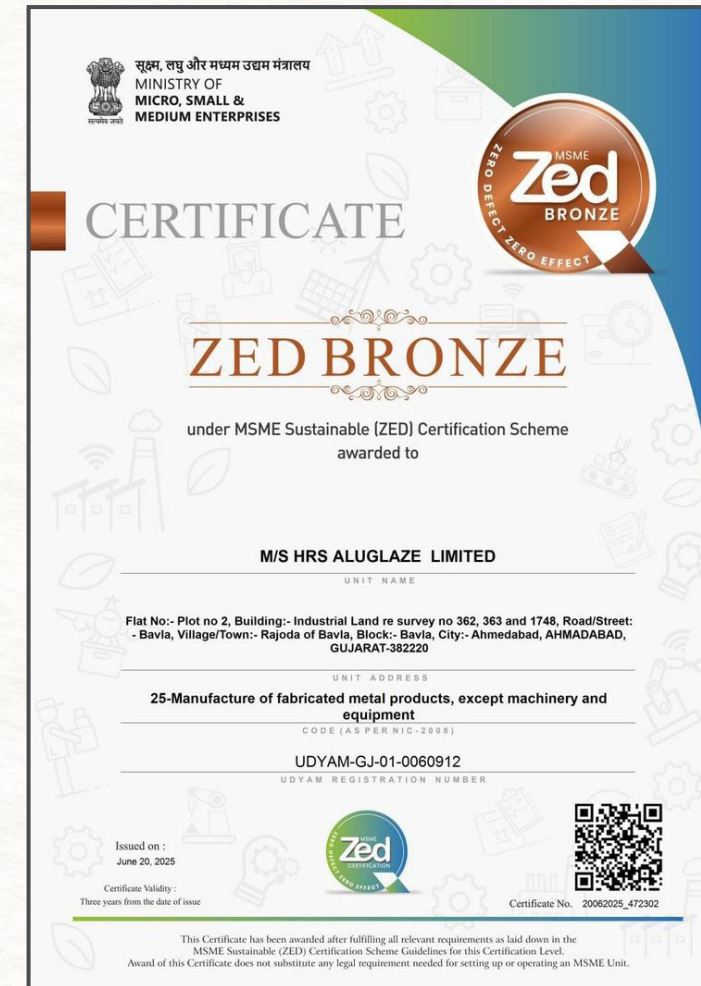 सूक्ष्म, लघु और मध्यम उद्यम मंत्रालय
MINISTRY OF
MICRO, SMALL &
MEDIUM ENTERPRISES
सत्यमेव जयते
MSME
Zed
BRONZE
ZERO DEFECT ZERO EFFECT
CERTIFICATE
ZED BRONZE
under MSME Sustainable (ZED) Certification Scheme
awarded to
M/S HRS ALUGLAZE LIMITED
UNIT NAME
Flat No:- Plot no 2, Building:- Industrial Land re survey no 362, 363 and 1748, Road/Street:
- Bavla, Village/Town:- Rajoda of Bavla, Block:- Bavla, City:- Ahmedabad, AHMADABAD,
GUJARAT-382220
UNIT ADDRESS
25-Manufacture of fabricated metal products, except machinery and
equipment
CODE (AS PER NIC-2008)
UDYAM-GJ-01-0060912
UDYAM REGISTRATION NUMBER
Issued on :
June 20, 2025
Certificate Validity :
Three years from the date of issue
MSME
Zed
CERTIFICATION
ZERO DEFECT ZERO EFFECT
Certificate No. 20062025_472302
This Certificate has been awarded after fulfilling all relevant requirements as laid down in the
MSME Sustainable (ZED) Certification Scheme Guidelines for this Certification Level.
Award of this Certificate does not substitute any legal requirement needed for setting up or operating an MSME Unit.